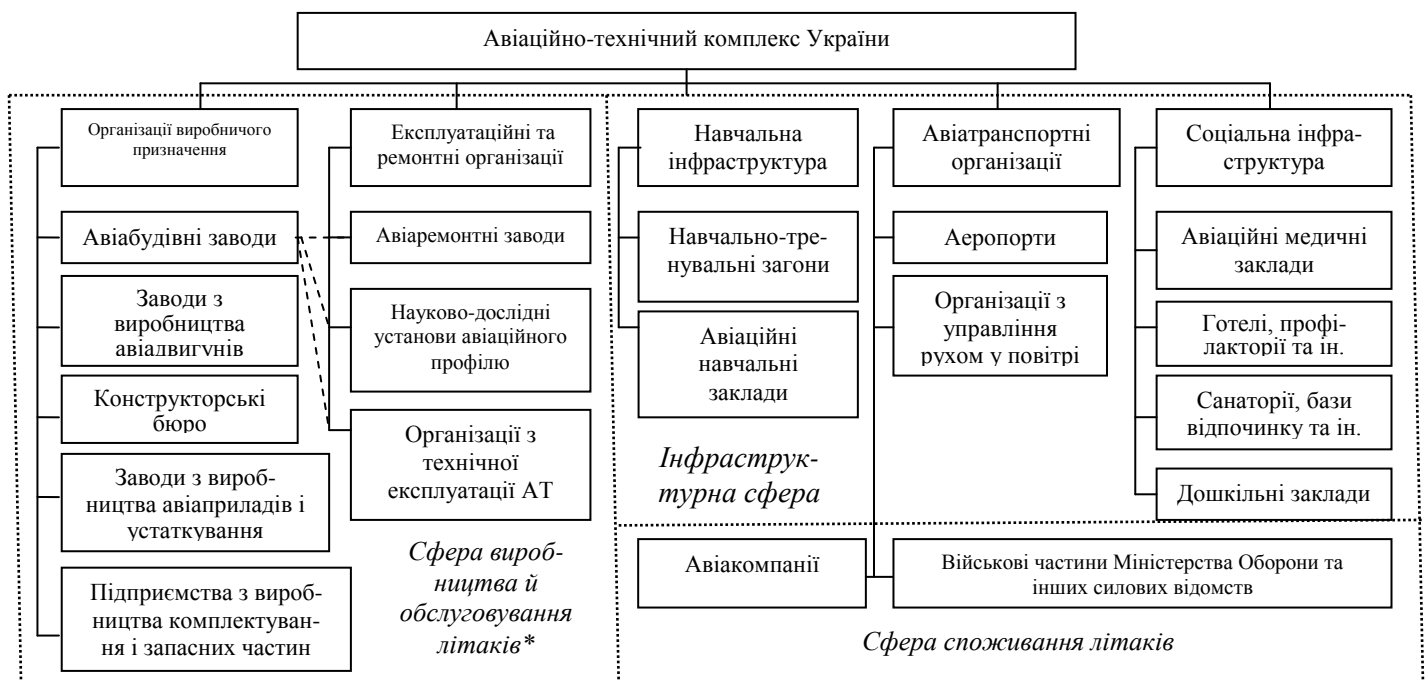 Авіаційно-технічний комплекс України
Організації виробничого
призначення
Авіабудівні заводи
Заводи з
виробництва
авіадвигунів
Конструкторські
бюро
Заводи з вироб-
ництва авіаприладів і
устаткування
Підприємства з вироб-
ництва комплектуван-
ня і запасних частин
Експлуатаційні та
ремонтні організації
Авіаремонтні заводи
Науково-дослідні
установи авіаційного
профілю
Організації з
технічної
експлуатації АТ
Сфера вироб-
ництва й
обслуговування
літаків*
Навчальна
інфраструктура
Навчально-тре-
нувальні загони
Авіаційні
навчальні
заклади
Інфраструк-
турна сфера
Авіатранспортні
організації
Аеропорти
Організації з
управління
рухом у повітрі
Соціальна інфра-
структура
Авіаційні медичні
заклади
Готелі, профі-
лакторії та ін.
Санаторії, бази
відпочинку та ін.
Дошкільні заклади
Авіакомпанії
Військові частини Міністерства Оборони та
інших силових відомств
Сфера споживання літаків